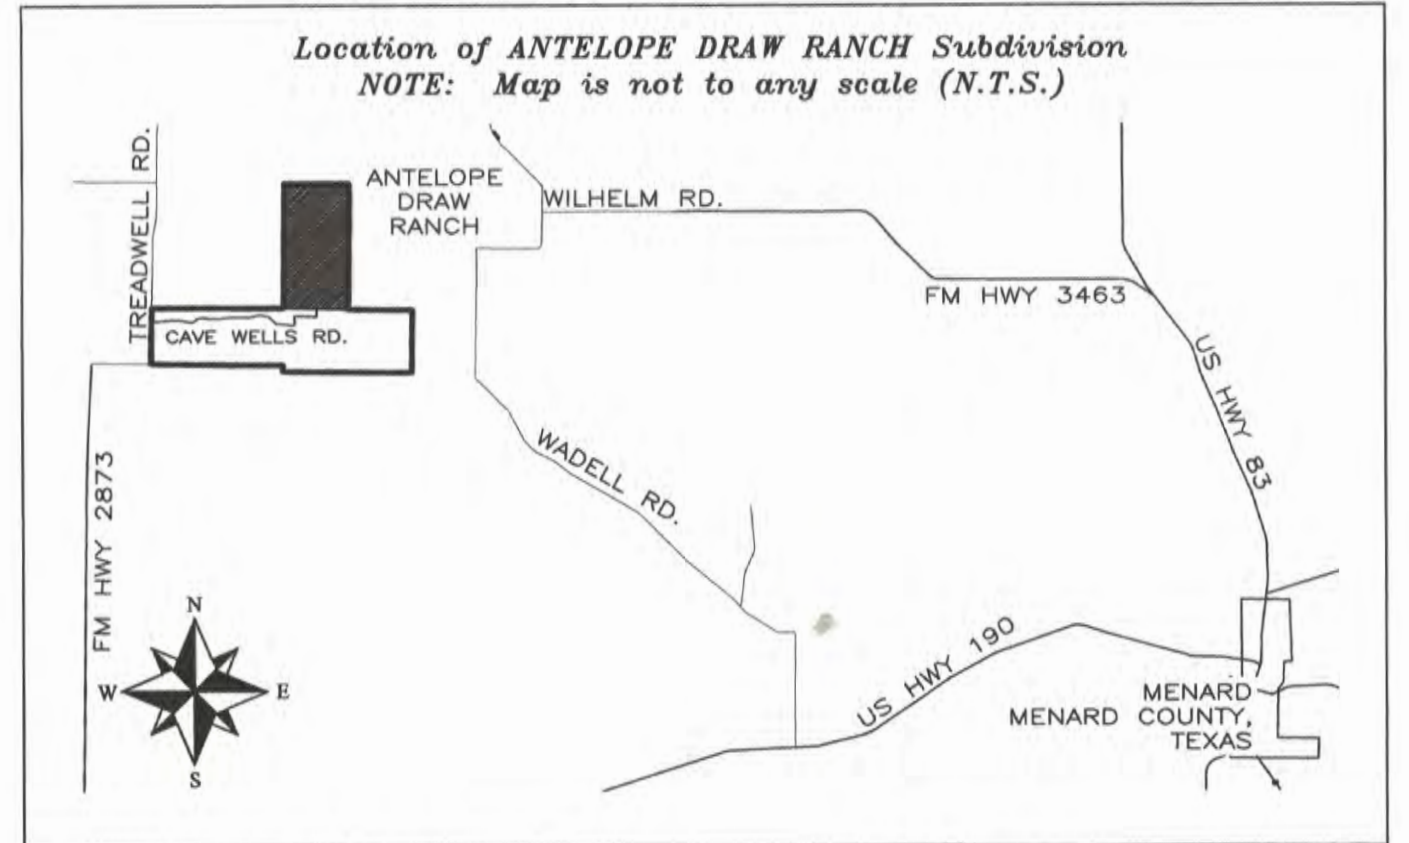 Location of ANTELOPE DRAW RANCH Subdivision
NOTE: Map is not to any scale (N.T.S.)
TREADWELL RD.
ANTELOPE
DRAW
RANCH
WILHELM RD.
FM HWY 3463
CAVE WELLS RD.
US HWY 83
WADELL RD.
FM HWY 2873
N
W
E
S
US HWY 190
MENARD
MENARD COUNTY,
TEXAS